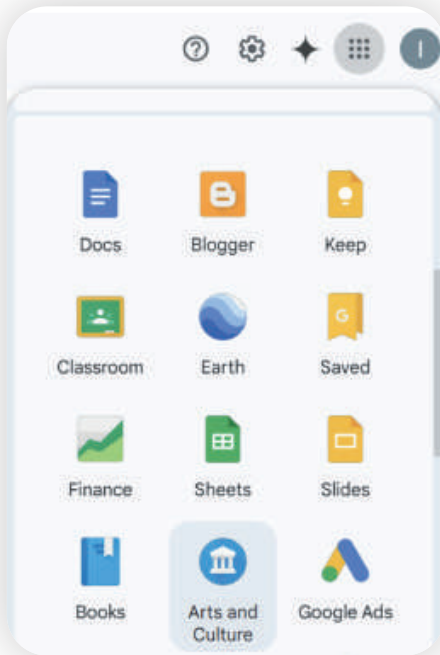 I
Docs Blogger Keep
G
Classroom Earth Saved
Finance Sheets Slides
Books Arts and Google Ads
Culture